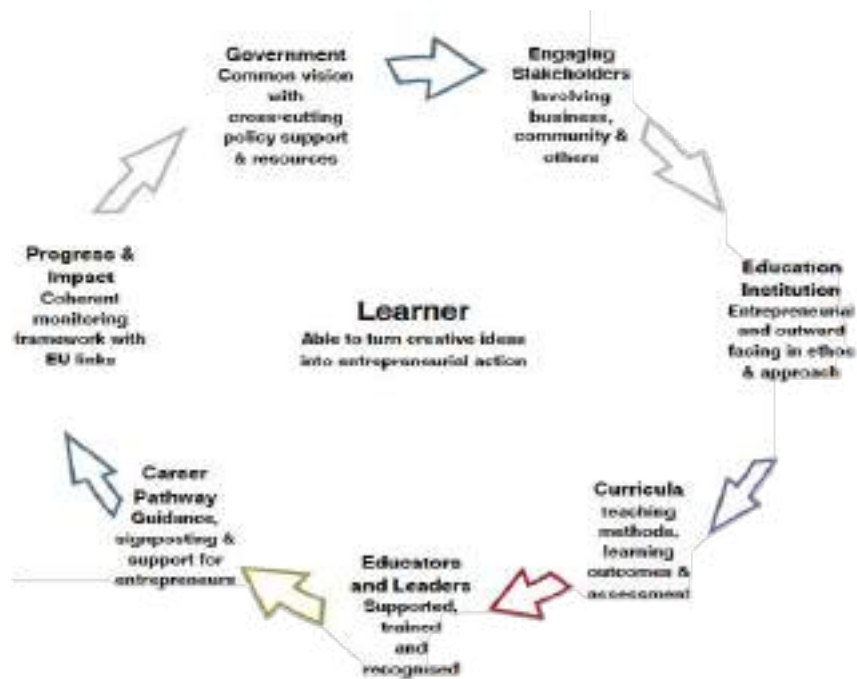 Government
Common vision
with
cross-cutting
policy support
& resources
Engaging
Stakeholders
Involving
business,
community &
others
Education
Institution
Entrepreneurial
and outward
facing in ethos
& approach
Curricula
teaching
methods,
learning
outcomes &
assessment
Educators
and Leaders
Supported,
trained
and
recognised
Career
Pathway
Guidance,
signposting &
support for
entrepreneurs
Progress &
Impact
Coherent
monitoring
framework with
EU links
Learner
Able to turn creative ideas
into entrepreneurial action